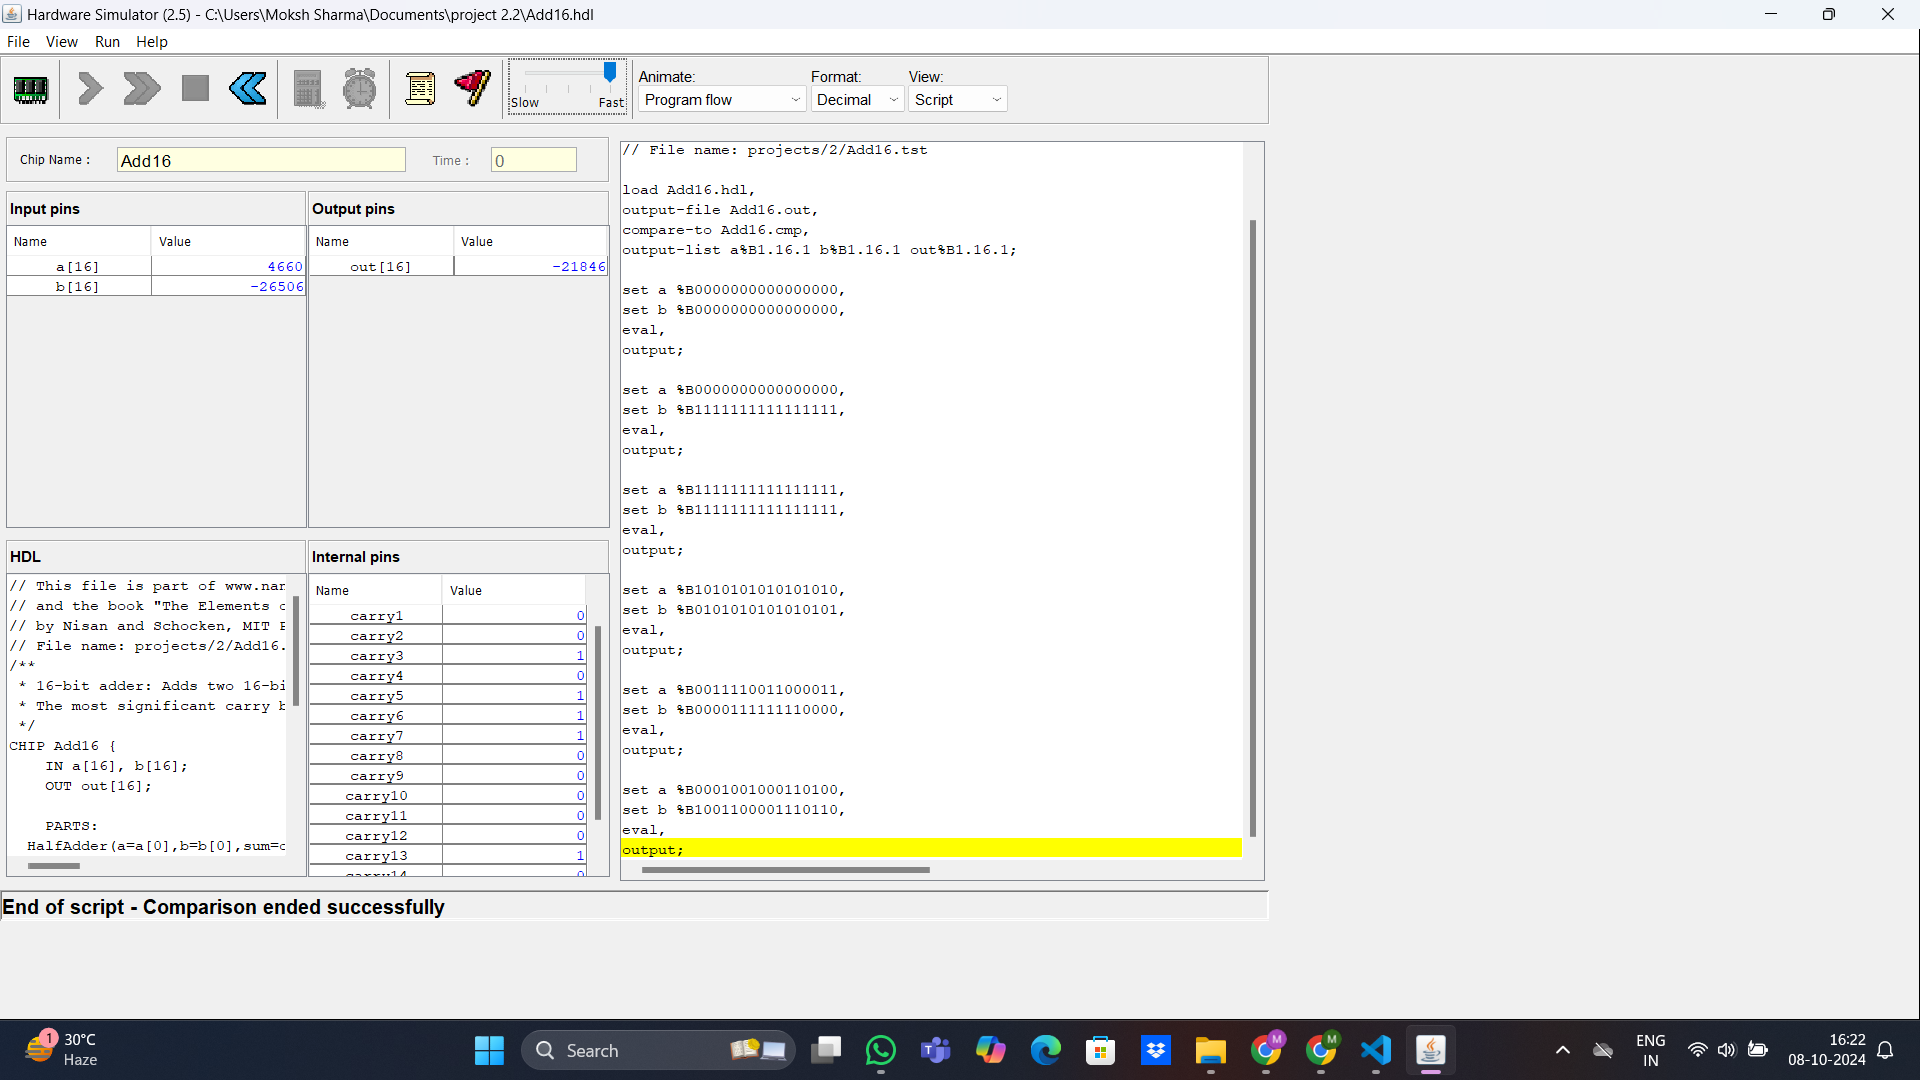 Hardware Simulator (2.5) - C:\Users\Moksh Sharma\Documents\project 2.2\Add16.hdl
File View Run Help
Slow Fast
Animate: Format: View:
Program flow Decimal Script
Chip Name : Add16 Time : 0
Input pins
Name Value
a[16] 4660
b[16] -26506
Output pins
Name Value
out[16] -21846
HDL
// This file is part of www.nan
// and the book "The Elements o
// by Nisan and Schocken, MIT P
// File name: projects/2/Add16.
/**
* 16-bit adder: Adds two 16-bi
* The most significant carry b
*/
CHIP Add16 {
IN a[16], b[16];
OUT out[16];
PARTS:
HalfAdder(a=a[0],b=b[0],sum=o
Internal pins
Name Value
carry1 0
carry2 0
carry3 1
carry4 0
carry5 1
carry6 1
carry7 1
carry8 0
carry9 0
carry10 0
carry11 0
carry12 0
carry13 1
carry14 0
// File name: projects/2/Add16.tst
load Add16.hdl,
output-file Add16.out,
compare-to Add16.cmp,
output-list a%B1.16.1 b%B1.16.1 out%B1.16.1;
set a %B0000000000000000,
set b %B0000000000000000,
eval,
output;
set a %B0000000000000000,
set b %B1111111111111111,
eval,
output;
set a %B1111111111111111,
set b %B1111111111111111,
eval,
output;
set a %B1010101010101010,
set b %B0101010101010101,
eval,
output;
set a %B0011110011000011,
set b %B0000111111110000,
eval,
output;
set a %B0001001000110100,
set b %B1001100001110110,
eval,
output;
End of script - Comparison ended successfully
1
30°C
Haze
Search
M
M
ENG
IN
16:22
08-10-2024